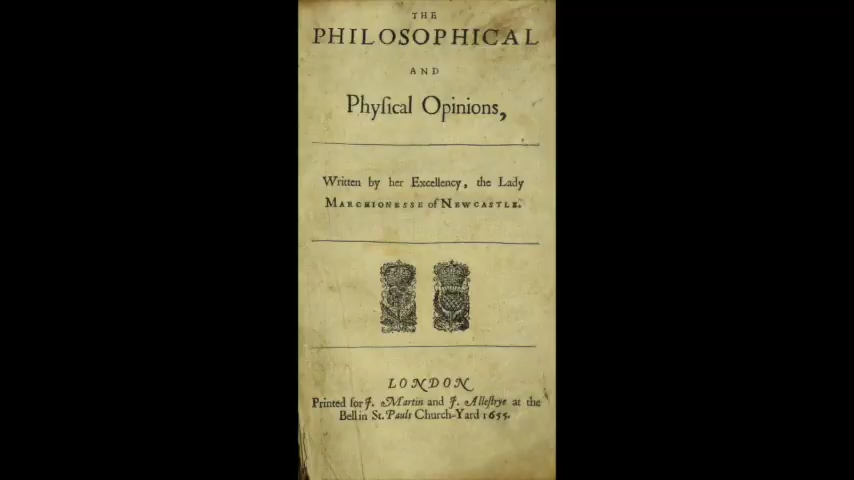 THE
PHILOSOPHICAL
AND
Phyſical Opinions,
Written by her Excellency, the Lady
MARCHIONESSE of NEWCASTLE.
LONDON
Printed for J. Martin and J. Alleſtrye at the
Bell in St. Pauls Church-Yard 1655.